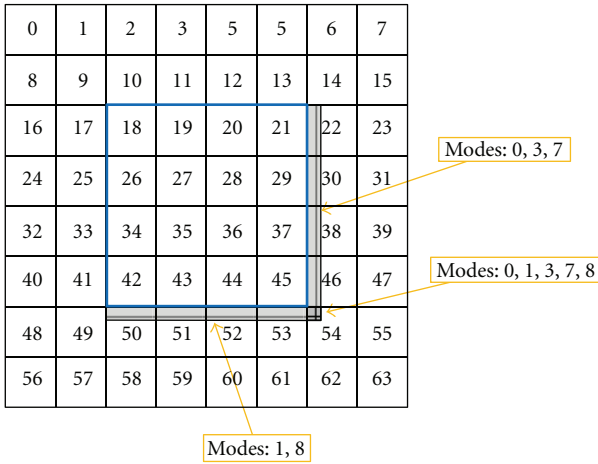 0 1 2 3 5 5 6 7
8 9 10 11 12 13 14 15
16 17 18 19 20 21 22 23
Modes: 0, 3, 7
24 25 26 27 28 29 30 31
32 33 34 35 36 37 38 39
Modes: 0, 1, 3, 7, 8
40 41 42 43 44 45 46 47
48 49 50 51 52 53 54 55
56 57 58 59 60 61 62 63
Modes: 1, 8